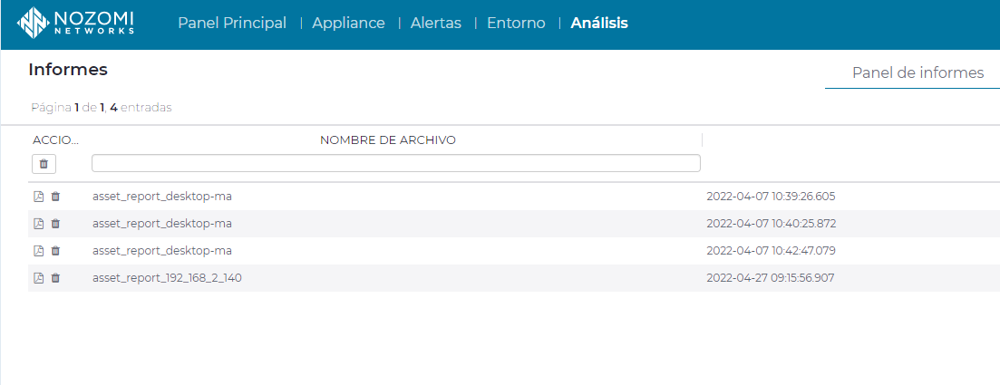 NOZOMI
NETWORKS
Panel Principal | Appliance | Alertas | Entorno | Análisis
Informes
Panel de informes
Página 1 de 1, 4 entradas
ACCIO... NOMBRE DE ARCHIVO
asset_report_desktop-ma 2022-04-07 10:39:26.605
asset_report_desktop-ma 2022-04-07 10:40:25.872
asset_report_desktop-ma 2022-04-07 10:42:47.079
asset_report_192_168_2_140 2022-04-27 09:15:56.907